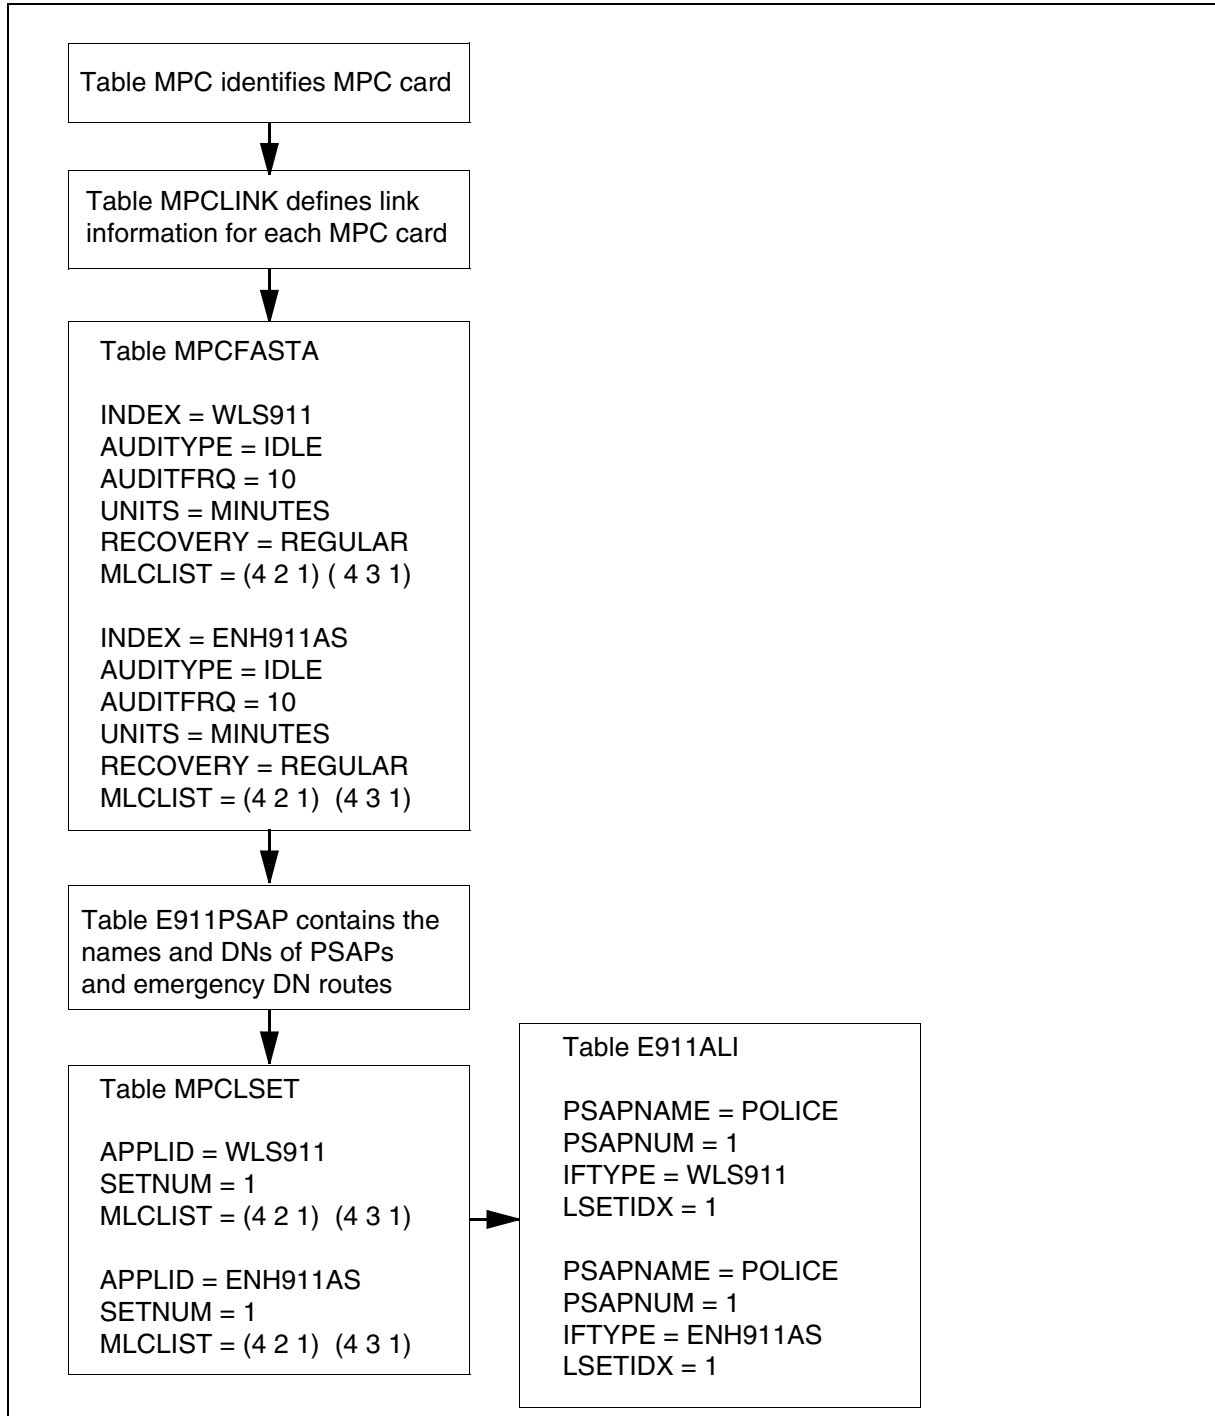 Table MPC identifies MPC card
Table MPCLINK defines link
information for each MPC card
Table MPCFASTA
INDEX = WLS911
AUDITYPE = IDLE
AUDITFRQ = 10
UNITS = MINUTES
RECOVERY = REGULAR
MLCLIST = (4 2 1) ( 4 3 1)
INDEX = ENH911AS
AUDITYPE = IDLE
AUDITFRQ = 10
UNITS = MINUTES
RECOVERY = REGULAR
MLCLIST = (4 2 1)  (4 3 1)
Table E911PSAP contains the
names and DNs of PSAPs
and emergency DN routes
Table MPCLSET
APPLID = WLS911
SETNUM = 1
MLCLIST = (4 2 1)  (4 3 1)
APPLID = ENH911AS
SETNUM = 1
MLCLIST = (4 2 1)  (4 3 1)
Table E911ALI
PSAPNAME = POLICE
PSAPNUM = 1
IFTYPE = WLS911
LSETIDX = 1
PSAPNAME = POLICE
PSAPNUM = 1
IFTYPE = ENH911AS
LSETIDX = 1